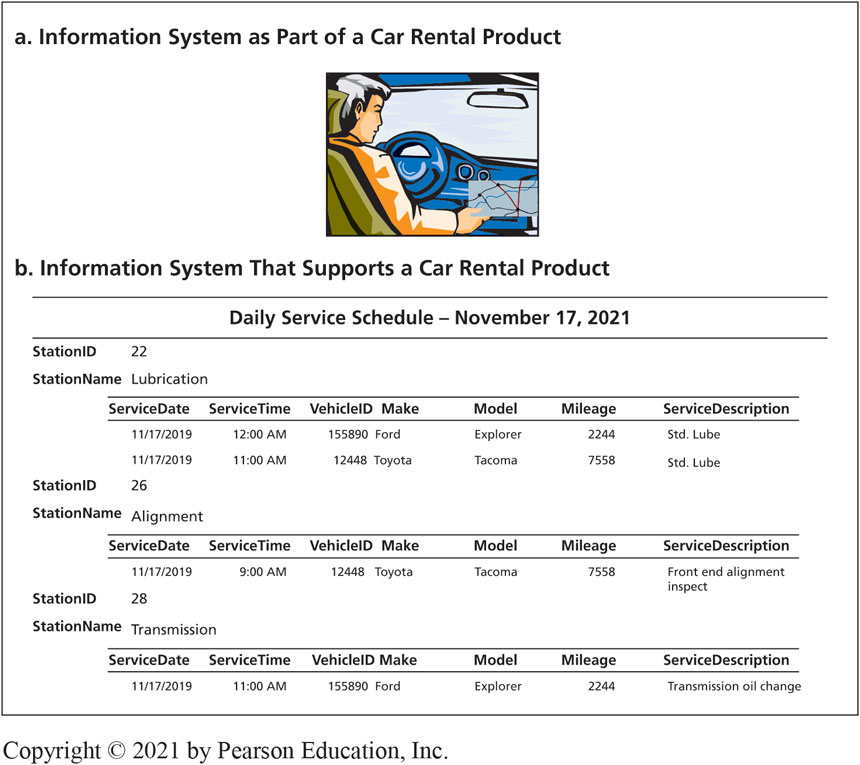 a. Information System as Part of a Car Rental Product
b. Information System That Supports a Car Rental Product
Daily Service Schedule – November 17, 2021
StationID 22
StationName Lubrication
ServiceDate ServiceTime VehicleID Make Model Mileage ServiceDescription
11/17/2019 12:00 AM 155890 Ford Explorer 2244 Std. Lube
11/17/2019 11:00 AM 12448 Toyota Tacoma 7558 Std. Lube
StationID 26
StationName Alignment
ServiceDate ServiceTime VehicleID Make Model Mileage ServiceDescription
11/17/2019 9:00 AM 12448 Toyota Tacoma 7558 Front end alignment
inspect
StationID 28
StationName Transmission
ServiceDate ServiceTime VehicleID Make Model Mileage ServiceDescription
11/17/2019 11:00 AM 155890 Ford Explorer 2244 Transmission oil change
Copyright © 2021 by Pearson Education, Inc.